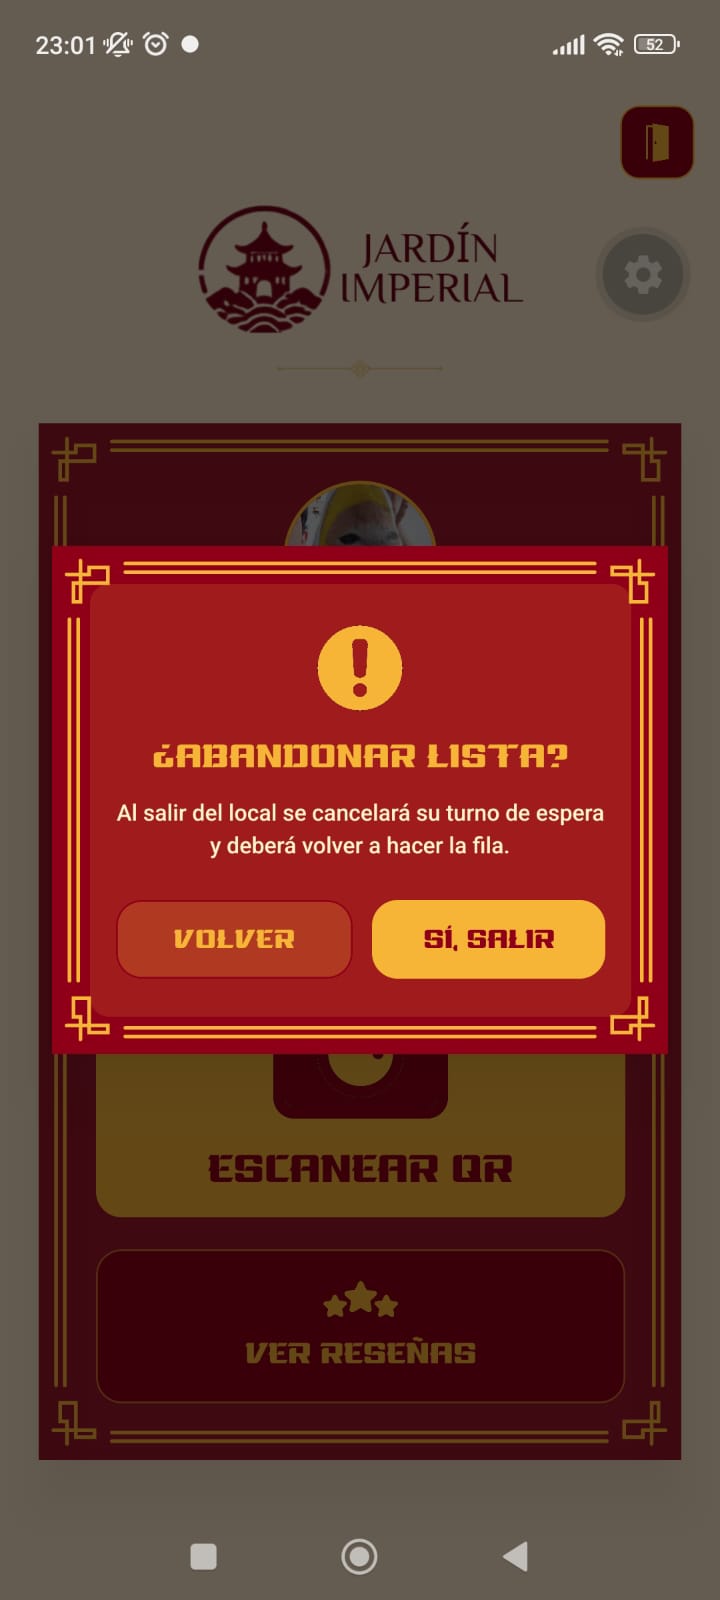 23:01
52
JARDÍN
IMPERIAL
¿ABANDONAR LISTA?
Al salir del local se cancelará su turno de espera
y deberá volver a hacer la fila.
VOLVER
SÍ, SALIR
ESCANEAR QR
VER RESEÑAS